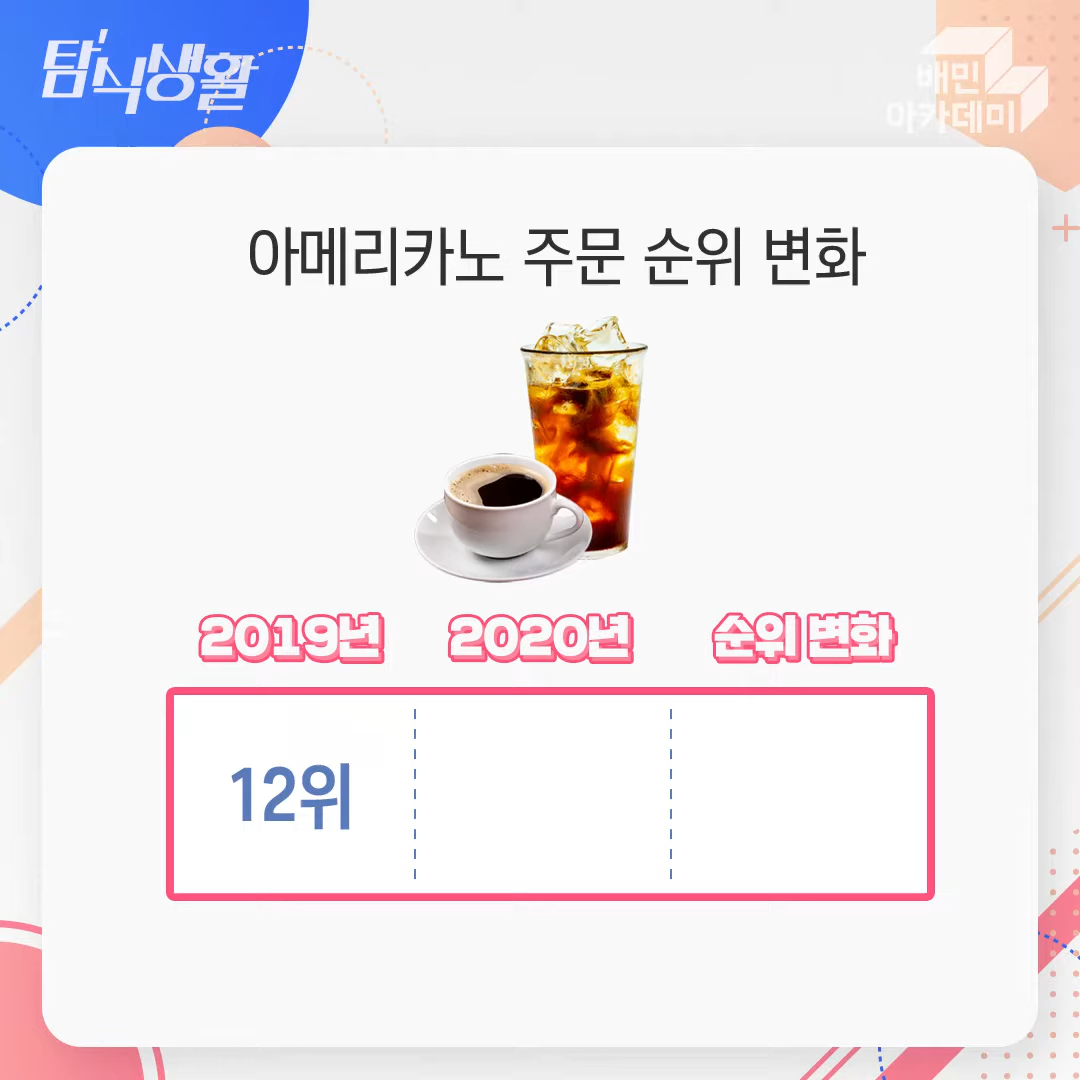 탐식생활
배민
아카데미
아메리카노 주문 순위 변화
2019년 2020년 순위 변화
12위